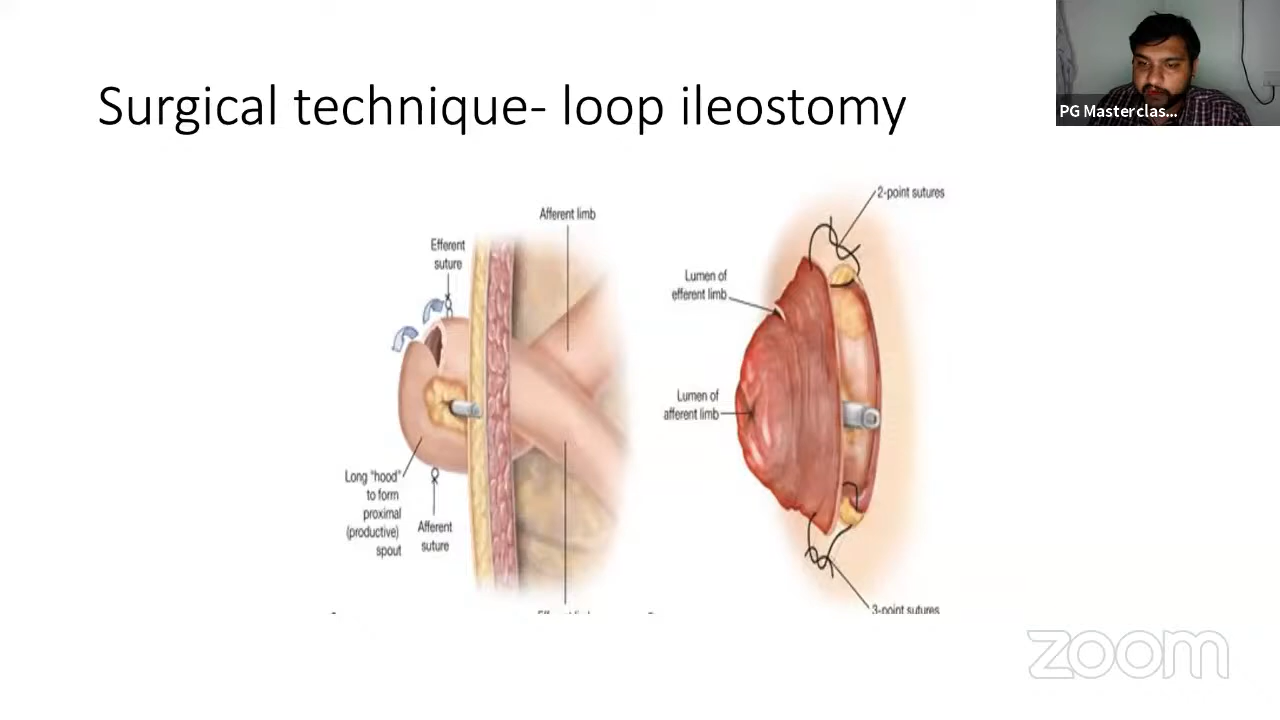 Surgical technique- loop ileostomy
PG Masterclas...
Afferent limb
Efferent
suture
Long "hood"
to form
proximal
(productive)
spout
Afferent
suture
2-point sutures
Lumen of
efferent limb
Lumen of
afferent limb
3-point sutures
zoom